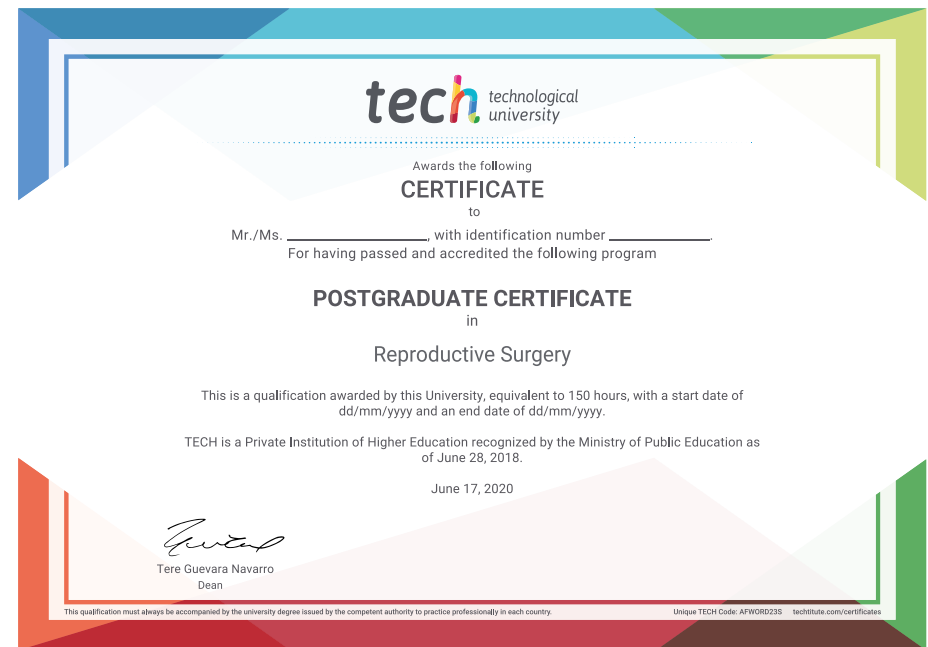 tech technological
university
Awards the following
CERTIFICATE
to
Mr./Ms. ____________________, with identification number ______________.
For having passed and accredited the following program
POSTGRADUATE CERTIFICATE
in
Reproductive Surgery
This is a qualification awarded by this University, equivalent to 150 hours, with a start date of
dd/mm/yyyy and an end date of dd/mm/yyyy.
TECH is a Private Institution of Higher Education recognized by the Ministry of Public Education as
of June 28, 2018.
June 17, 2020
Tere Guevara Navarro
Dean
This qualification must always be accompanied by the university degree issued by the competent authority to practice professionally in each country.
Unique TECH Code: AFWORD23S techtitute.com/certificates